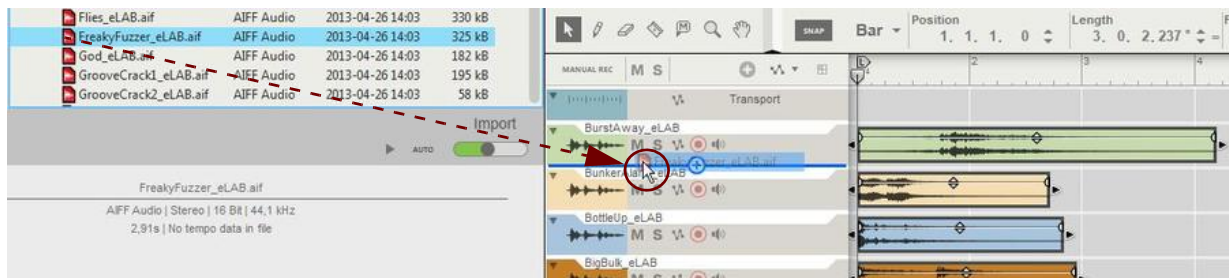 Flies_eLAB.aif AIFF Audio 2013-04-26 14:03 330 kB
FreakyFuzzer_eLAB.aif AIFF Audio 2013-04-26 14:03 325 kB
God_eLAB.aif AIFF Audio 2013-04-26 14:03 182 kB
GrooveCrack1_eLAB.aif AIFF Audio 2013-04-26 14:03 195 kB
GrooveCrack2_eLAB.aif AIFF Audio 2013-04-26 14:03 58 kB
Import
AUTO
FreakyFuzzer_eLAB.aif
AIFF Audio | Stereo | 16 Bit | 44,1 kHz
2,91s | No tempo data in file
M SNAP Bar Position Length
1. 1. 1. 0 3. 0. 2. 237 * =
MANUAL REC M S L 1 2 3 4
Transport
BurstAway_eLAB
M S
FreakyFuzzer_eLAB.aif
eLAB
M S
BottleUp_eLAB
M S
BigBulk_eLAB
M S